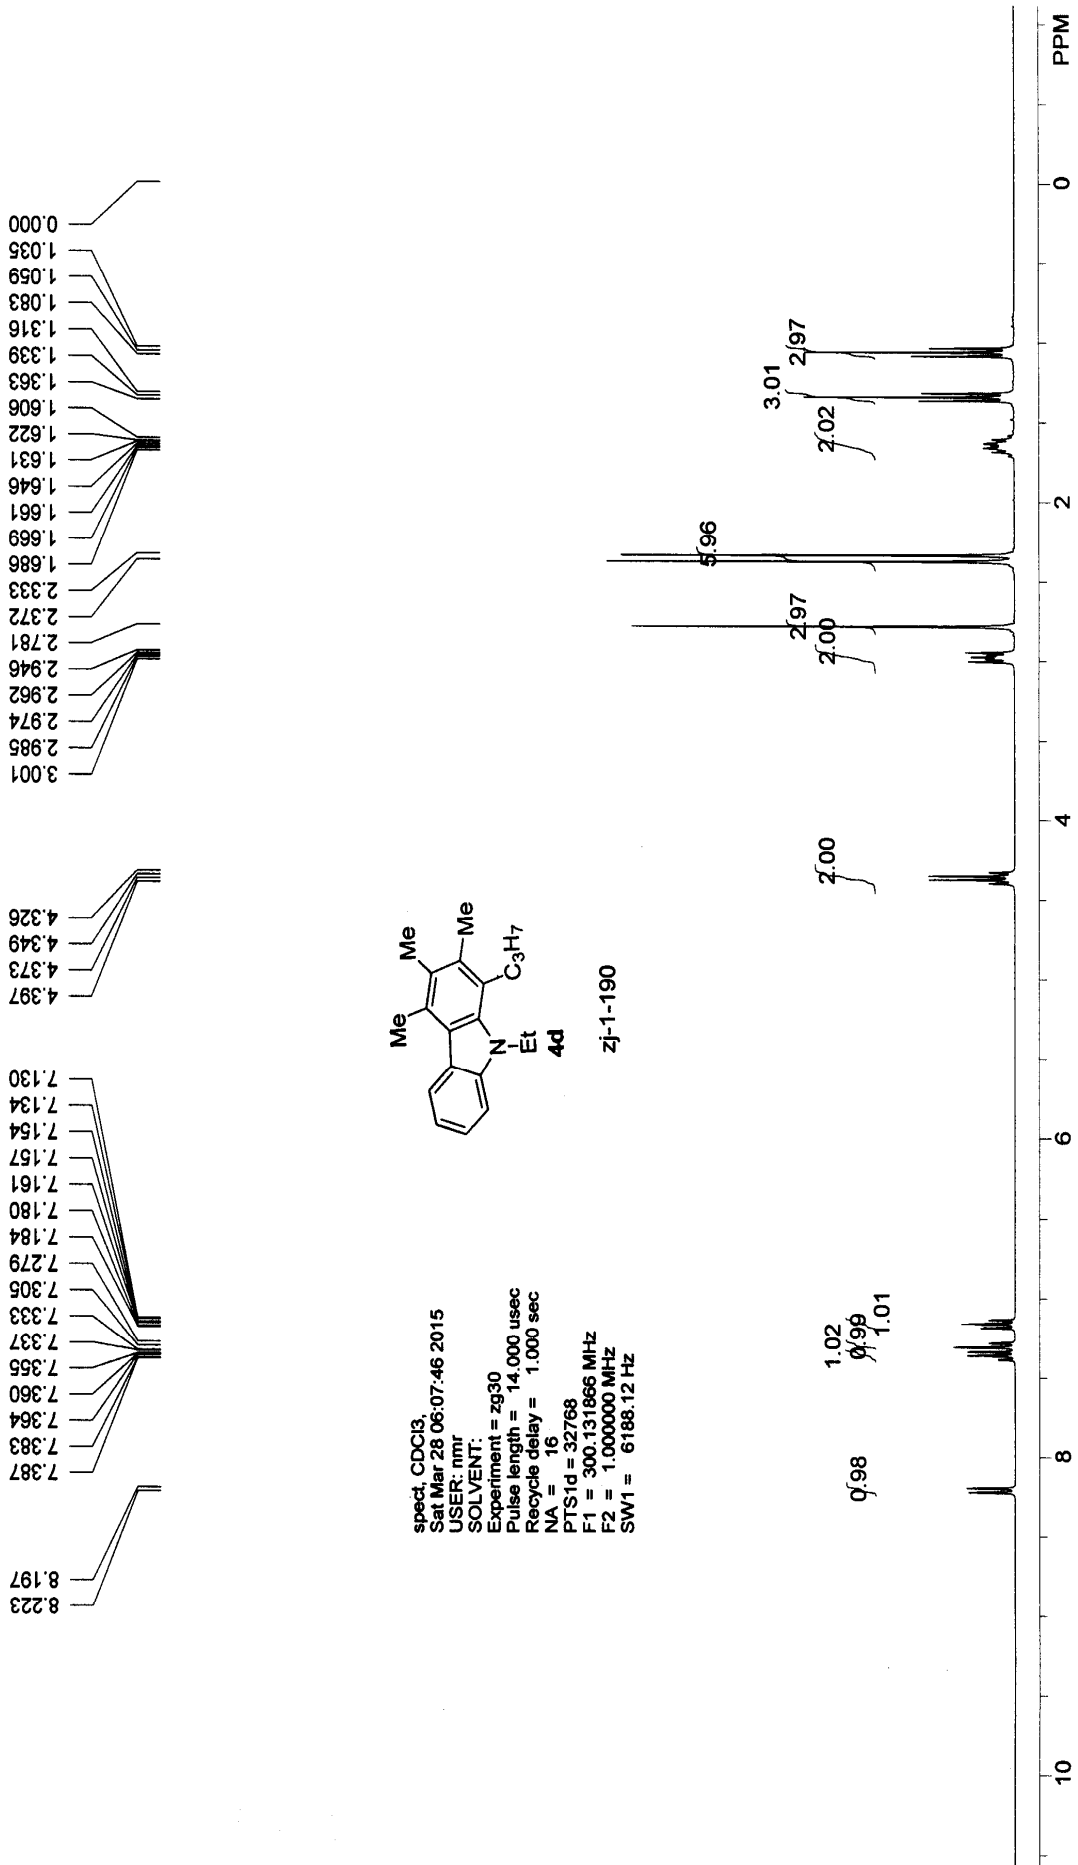 8.223
8.197
7.387
7.383
7.364
7.360
7.355
7.337
7.333
7.305
7.279
7.184
7.180
7.161
7.157
7.154
7.134
7.130
4.397
4.373
4.349
4.326
3.001
2.985
2.974
2.962
2.946
2.781
2.372
2.333
1.686
1.669
1.661
1.646
1.631
1.622
1.606
1.363
1.339
1.316
1.083
1.059
1.035
0.000
spect, CDCl3,
Sat Mar 28 06:07:46 2015
USER: nmr
SOLVENT:
Experiment = zg30
Pulse length = 14.000 usec
Recycle delay = 1.000 sec
NA = 16
PTS1d = 32768
F1 = 300.131866 MHz
F2 = 1.000000 MHz
SW1 = 6188.12 Hz
Me
Me
Me
C3H7
N
Et
4d
zj-1-190
0.98
1.02
0.99
1.01
2.00
2.00
2.97
5.96
2.02
3.01
2.97
10
8
6
4
2
0
PPM